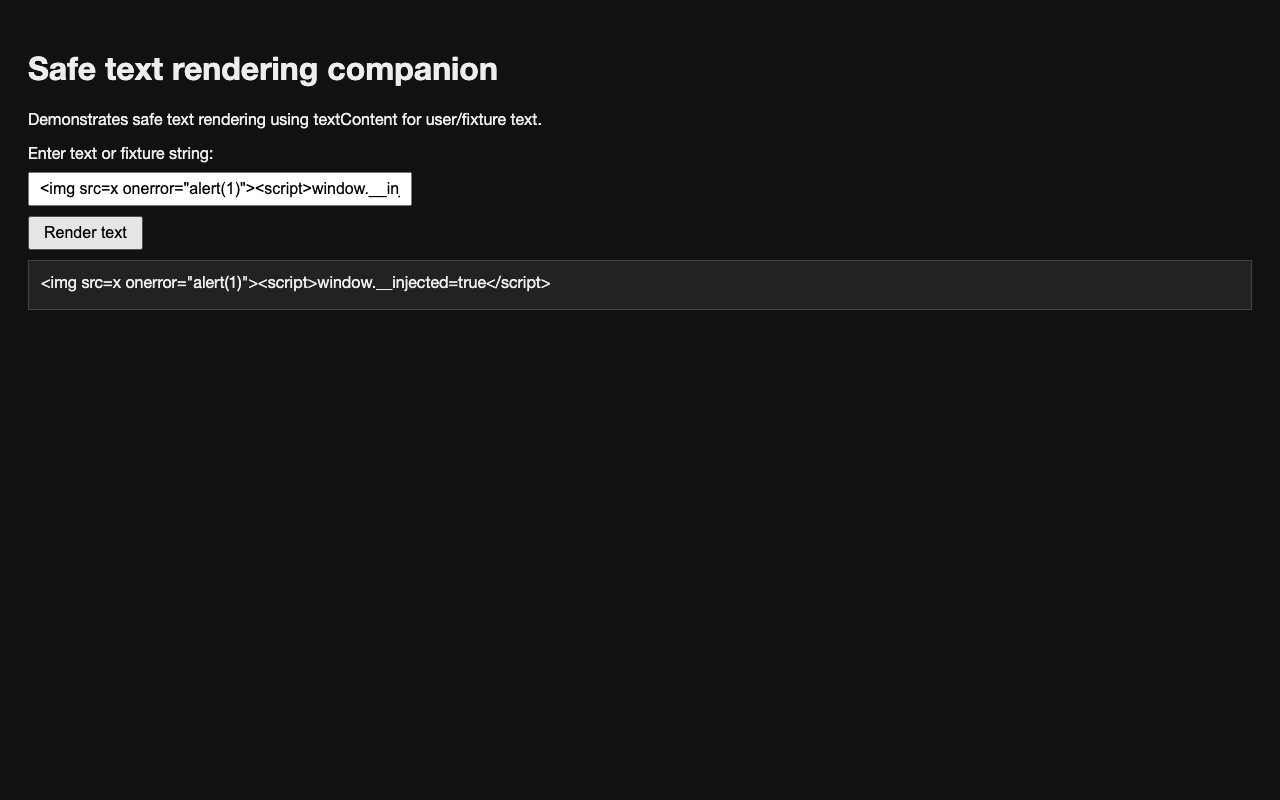 Safe text rendering companion
Demonstrates safe text rendering using textContent for user/fixture text.
Enter text or fixture string:
<img src=x onerror="alert(1)"><script>window.__in
Render text
<img src=x onerror="alert(1)"><script>window.__injected=true</script>